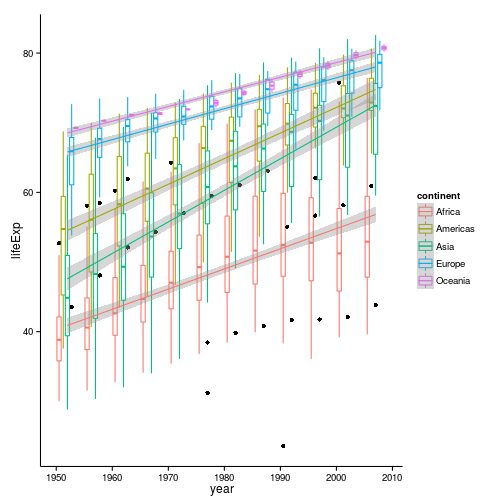 80
60
40
lifeExp
1950
1960
1970
1980
1990
2000
2010
year
continent
Africa
Americas
Asia
Europe
Oceania